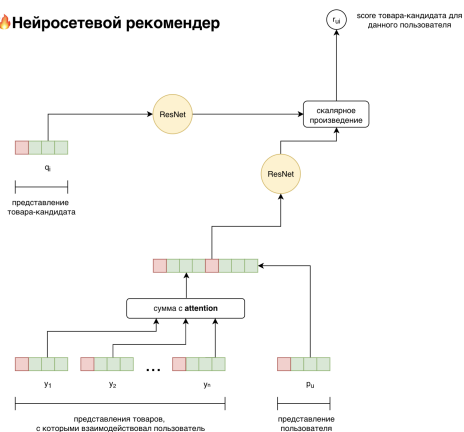 🔥Нейросетевой рекомендер
r_ui
score товара-кандидата для
данного пользователя
ResNet
скалярное
произведение
q_i
представление
товара-кандидата
ResNet
сумма с attention
y_1
y_2
...
y_n
p_u
представления товаров,
с которыми взаимодействовал пользователь
представление
пользователя